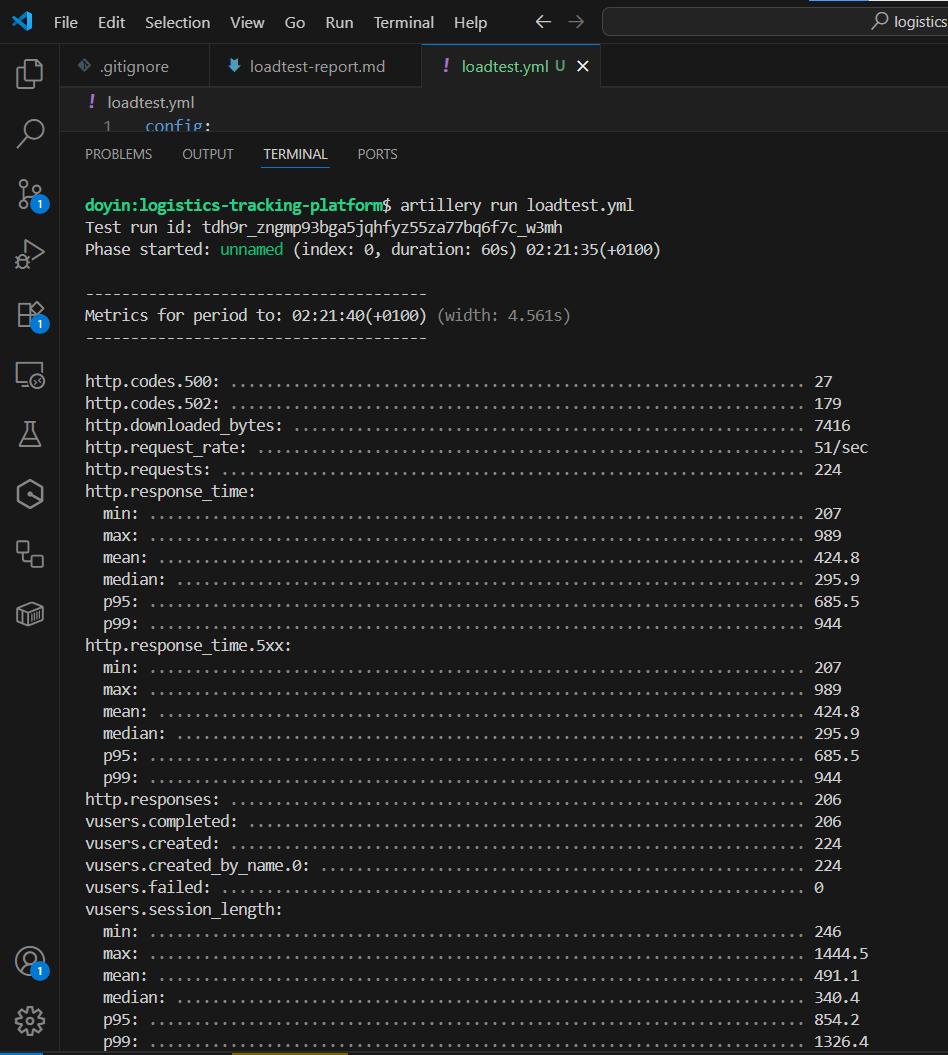 File Edit Selection View Go Run Terminal Help ← → logistics
.gitignore loadtest-report.md ! loadtest.yml U ×
! loadtest.yml
1 config:
PROBLEMS OUTPUT TERMINAL PORTS
doyin:logistics-tracking-platform$ artillery run loadtest.yml
Test run id: tdh9r_zngmp93bga5jqhfyz55za77bq6f7c_w3mh
Phase started: unnamed (index: 0, duration: 60s) 02:21:35(+0100)
--------------------------------------
Metrics for period to: 02:21:40(+0100) (width: 4.561s)
--------------------------------------
http.codes.500: ................................................................ 27
http.codes.502: ................................................................ 179
http.downloaded_bytes: ......................................................... 7416
http.request_rate: ............................................................. 51/sec
http.requests: ................................................................. 224
http.response_time:
min: ......................................................................... 207
max: ......................................................................... 989
mean: ........................................................................ 424.8
median: ...................................................................... 295.9
p95: ......................................................................... 685.5
p99: ......................................................................... 944
http.response_time.5xx:
min: ......................................................................... 207
max: ......................................................................... 989
mean: ........................................................................ 424.8
median: ...................................................................... 295.9
p95: ......................................................................... 685.5
p99: ......................................................................... 944
http.responses: ................................................................ 206
vusers.completed: .............................................................. 206
vusers.created: ................................................................ 224
vusers.created_by_name.0: ...................................................... 224
vusers.failed: ................................................................. 0
vusers.session_length:
min: ......................................................................... 246
max: ......................................................................... 1444.5
mean: ........................................................................ 491.1
median: ...................................................................... 340.4
p95: ......................................................................... 854.2
p99: ......................................................................... 1326.4
1
1
1